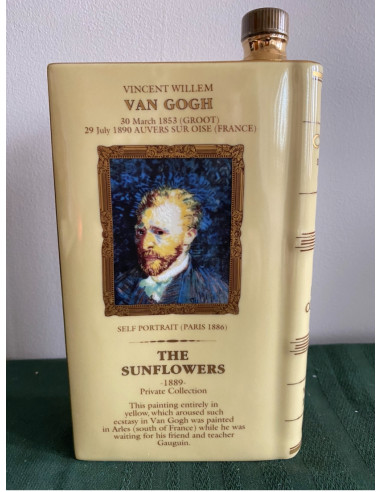 VINCENT WILLEM
VAN GOGH
30 March 1853 (GROOT)
29 July 1890 AUVERS SUR OISE (FRANCE)
SELF PORTRAIT (PARIS 1886)
THE
SUNFLOWERS
-1889-
Private Collection
This painting entirely in
yellow, which aroused such
ecstasy in Van Gogh was painted
in Arles (south of France) while he was
waiting for his friend and teacher
Gauguin.